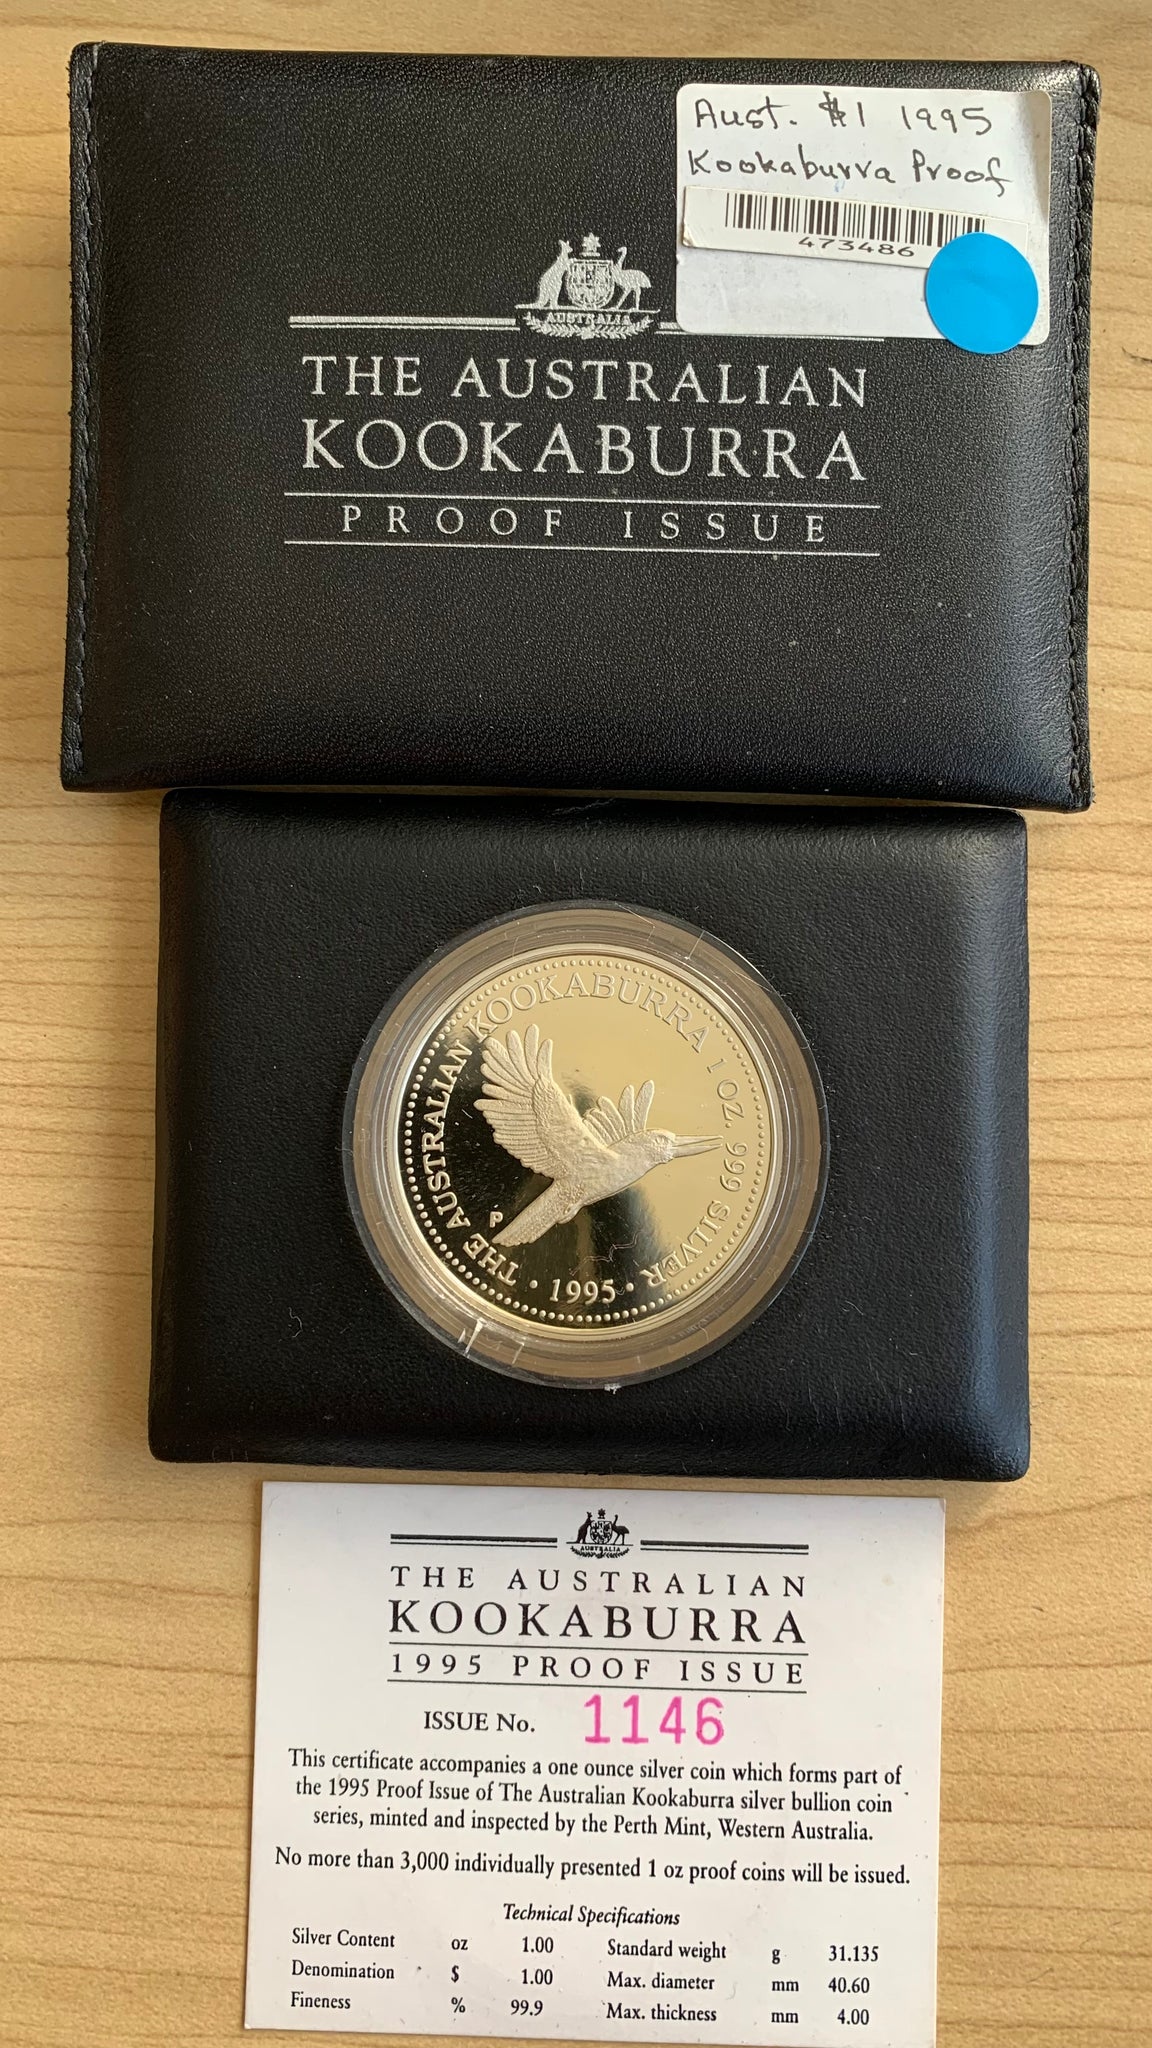 Aust. $1 1995
Kookaburra Proof
473486
AUSTRALIA
THE AUSTRALIAN
KOOKABURRA
PROOF ISSUE
THE AUSTRALIAN KOOKABURRA 1 OZ. 999 SILVER
P
· 1995 ·
AUSTRALIA
THE AUSTRALIAN
KOOKABURRA
1995 PROOF ISSUE
ISSUE No. 1146
This certificate accompanies a one ounce silver coin which forms part of
the 1995 Proof Issue of The Australian Kookaburra silver bullion coin
series, minted and inspected by the Perth Mint, Western Australia.
No more than 3,000 individually presented 1 oz proof coins will be issued.
Technical Specifications
Silver Content oz 1.00 Standard weight g 31.135
Denomination $ 1.00 Max. diameter mm 40.60
Fineness % 99.9 Max. thickness mm 4.00